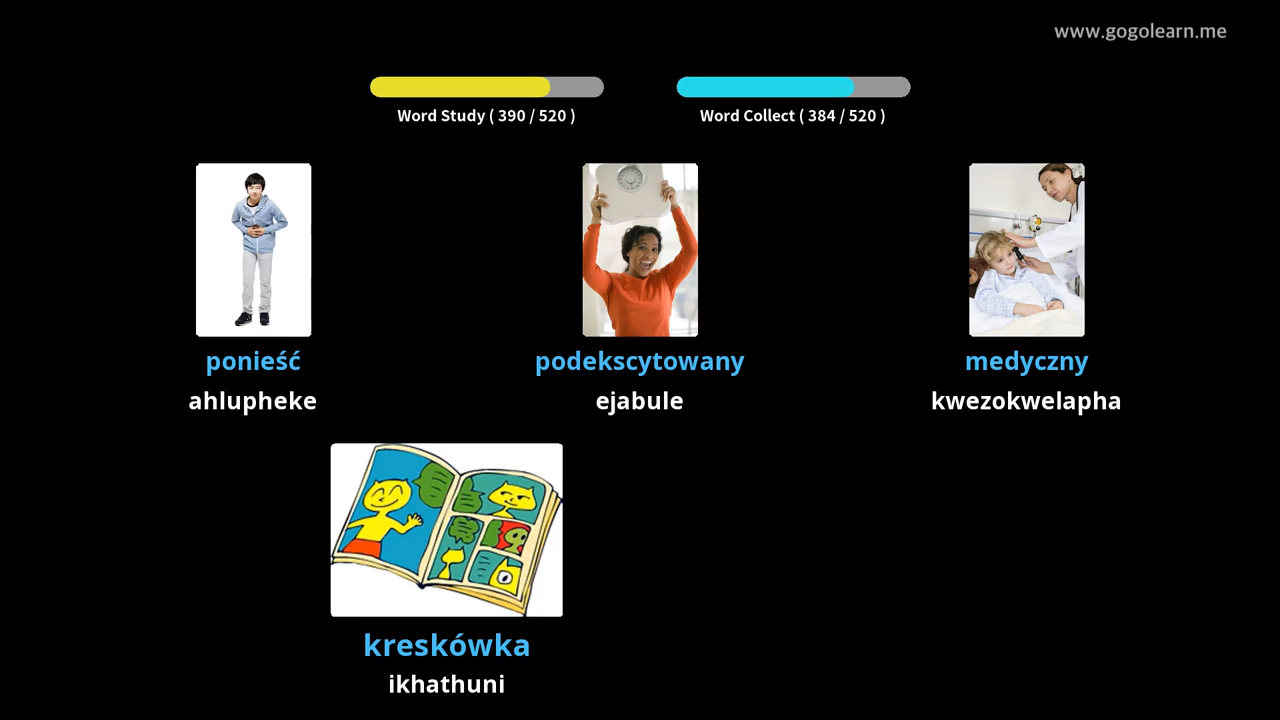 www.gogolearn.me
Word Study ( 390 / 520 )
Word Collect ( 384 / 520 )
ponieść
podekscytowany
medyczny
ahlupheke
ejabule
kwezokwelapha
kreskówka
ikhathuni